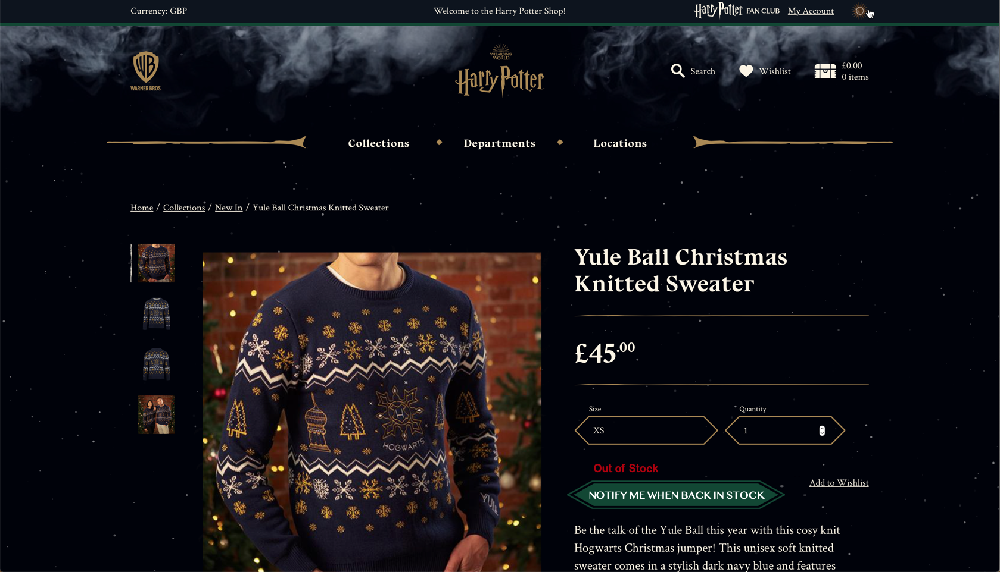 Currency: GBP
Welcome to the Harry Potter Shop!
Harry Potter FAN CLUB
My Account
WARNER BROS.
WB
WIZARDING
WORLD
Harry Potter
Search
Wishlist
£0.00
0 items
Collections
Departments
Locations
Home / Collections / New In / Yule Ball Christmas Knitted Sweater
HOGWARTS
YULE
H
Yule Ball Christmas
Knitted Sweater
£45.00
Size
Quantity
XS
1
Out of Stock
NOTIFY ME WHEN BACK IN STOCK
Add to Wishlist
Be the talk of the Yule Ball this year with this cosy knit
Hogwarts Christmas jumper! This unisex soft knitted
sweater comes in a stylish dark navy blue and features